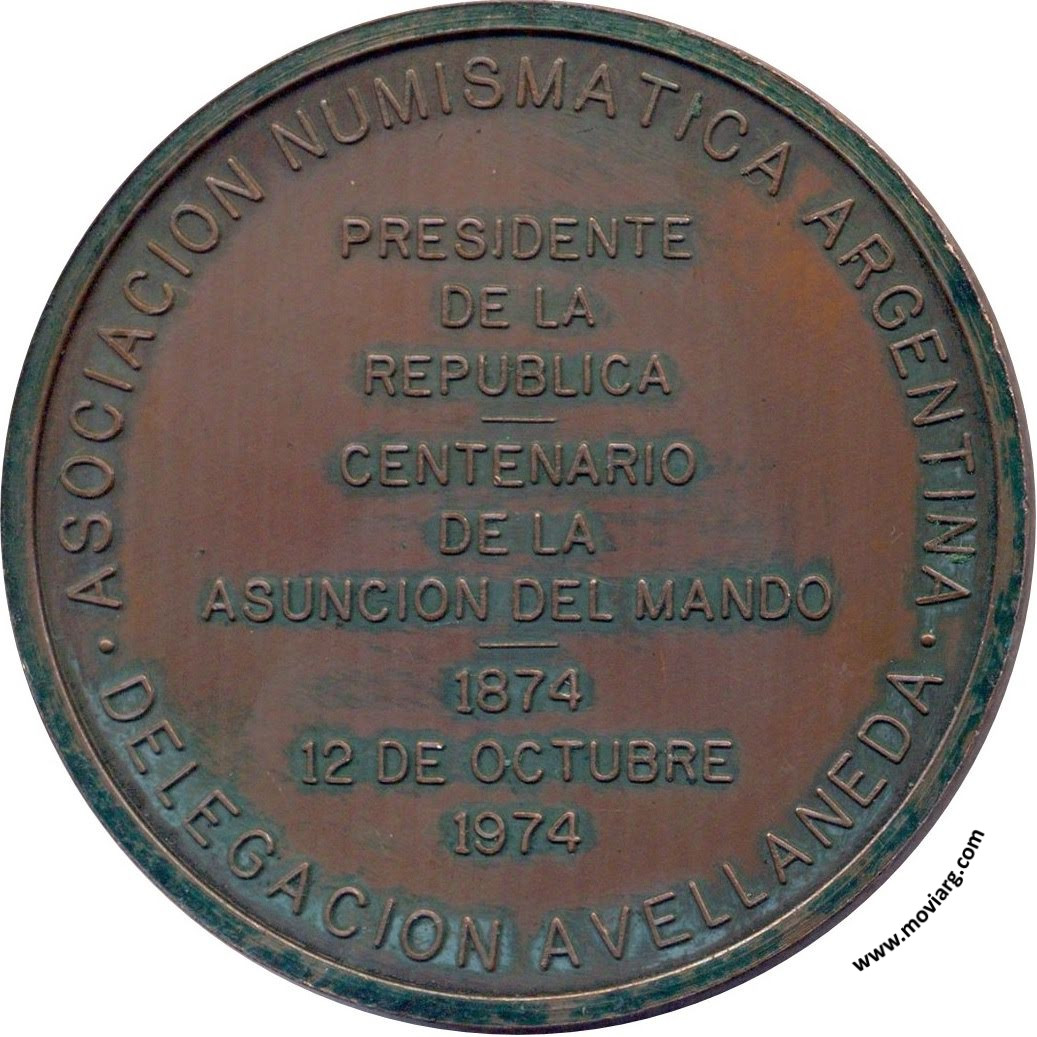 ASOCIACION NUMISMATICA ARGENTINA
PRESIDENTE
DE LA
REPUBLICA
CENTENARIO
DE LA
ASUNCION DEL MANDO
1874
12 DE OCTUBRE
1974
· DELEGACION AVELLANEDA ·
www.moviarg.com